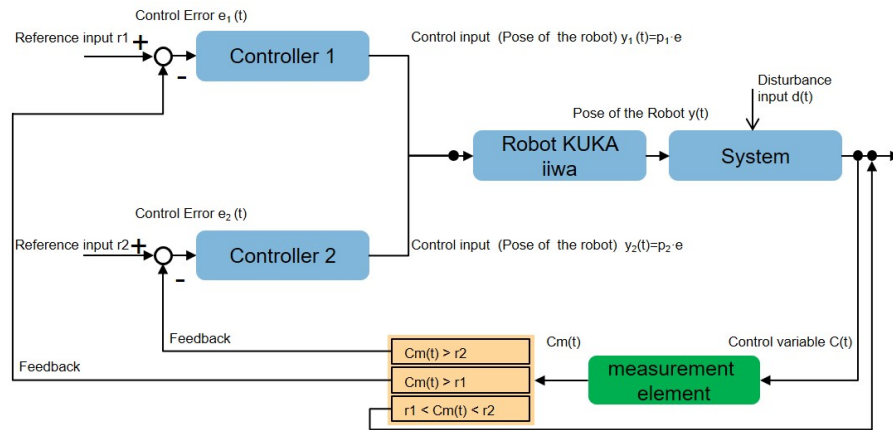 Control Error e₁(t)
Reference input r1
+
-
Controller 1
Control input (Pose of the robot) y₁(t)=p₁·e
Disturbance
input d(t)
Pose of the Robot y(t)
Robot KUKA
iiwa
System
Control Error e₂(t)
Reference input r2
+
-
Controller 2
Control input (Pose of the robot) y₂(t)=p₂·e
Feedback
Feedback
Cm(t) > r2
Cm(t) > r1
r1 < Cm(t) < r2
Cm(t)
Control variable C(t)
measurement
element